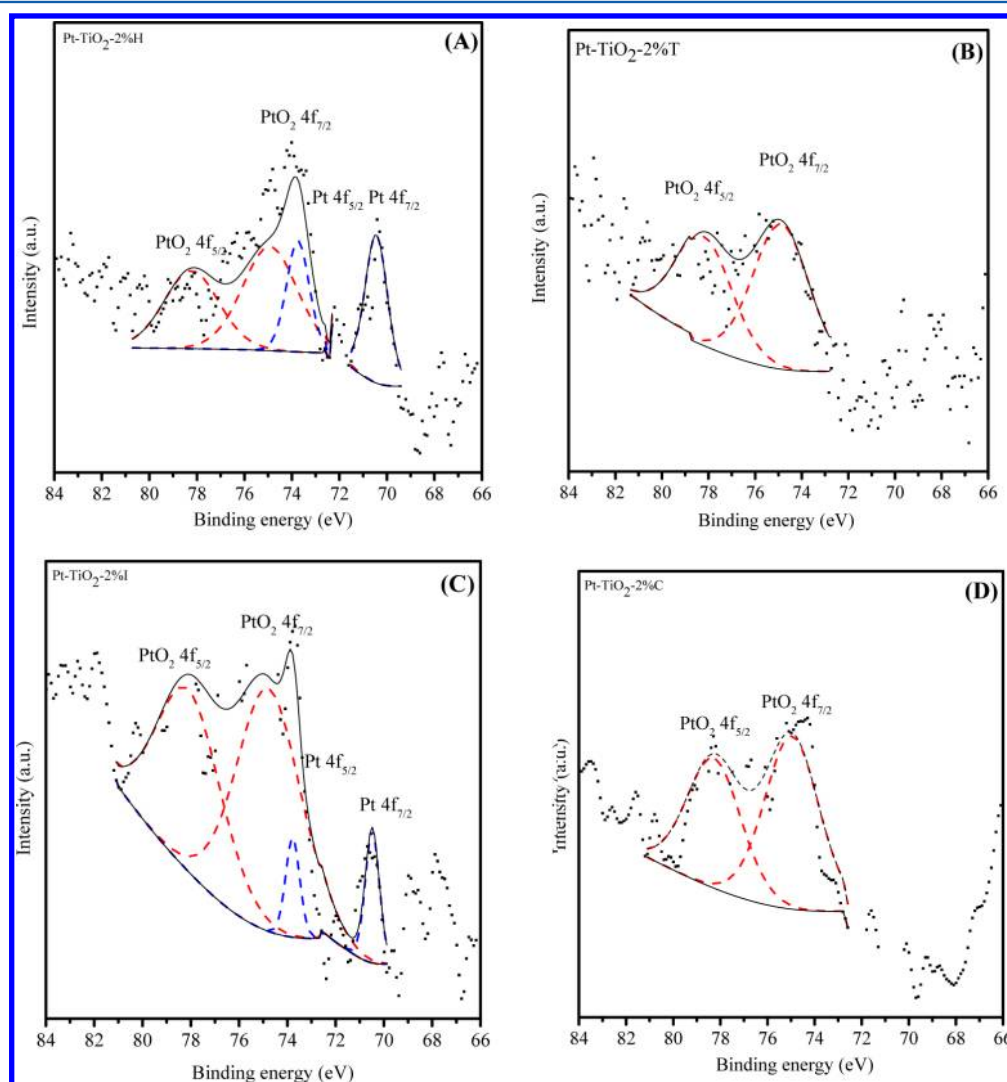 Pt-TiO2-2%H
(A)
PtO2 4f7/2
Pt 4f5/2 Pt 4f7/2
PtO2 4f5/2
Intensity (a.u.)
84 82 80 78 76 74 72 70 68 66
Binding energy (eV)
Pt-TiO2-2%T
(B)
PtO2 4f7/2
PtO2 4f5/2
Intensity (a.u.)
84 82 80 78 76 74 72 70 68 66
Binding energy (eV)
Pt-TiO2-2%I
(C)
PtO2 4f7/2
PtO2 4f5/2
Pt 4f5/2
Pt 4f7/2
Intensity (a.u.)
84 82 80 78 76 74 72 70 68 66
Binding energy (eV)
Pt-TiO2-2%C
(D)
PtO2 4f7/2
PtO2 4f5/2
Intensity (a.u.)
84 82 80 78 76 74 72 70 68 66
Binding energy (eV)